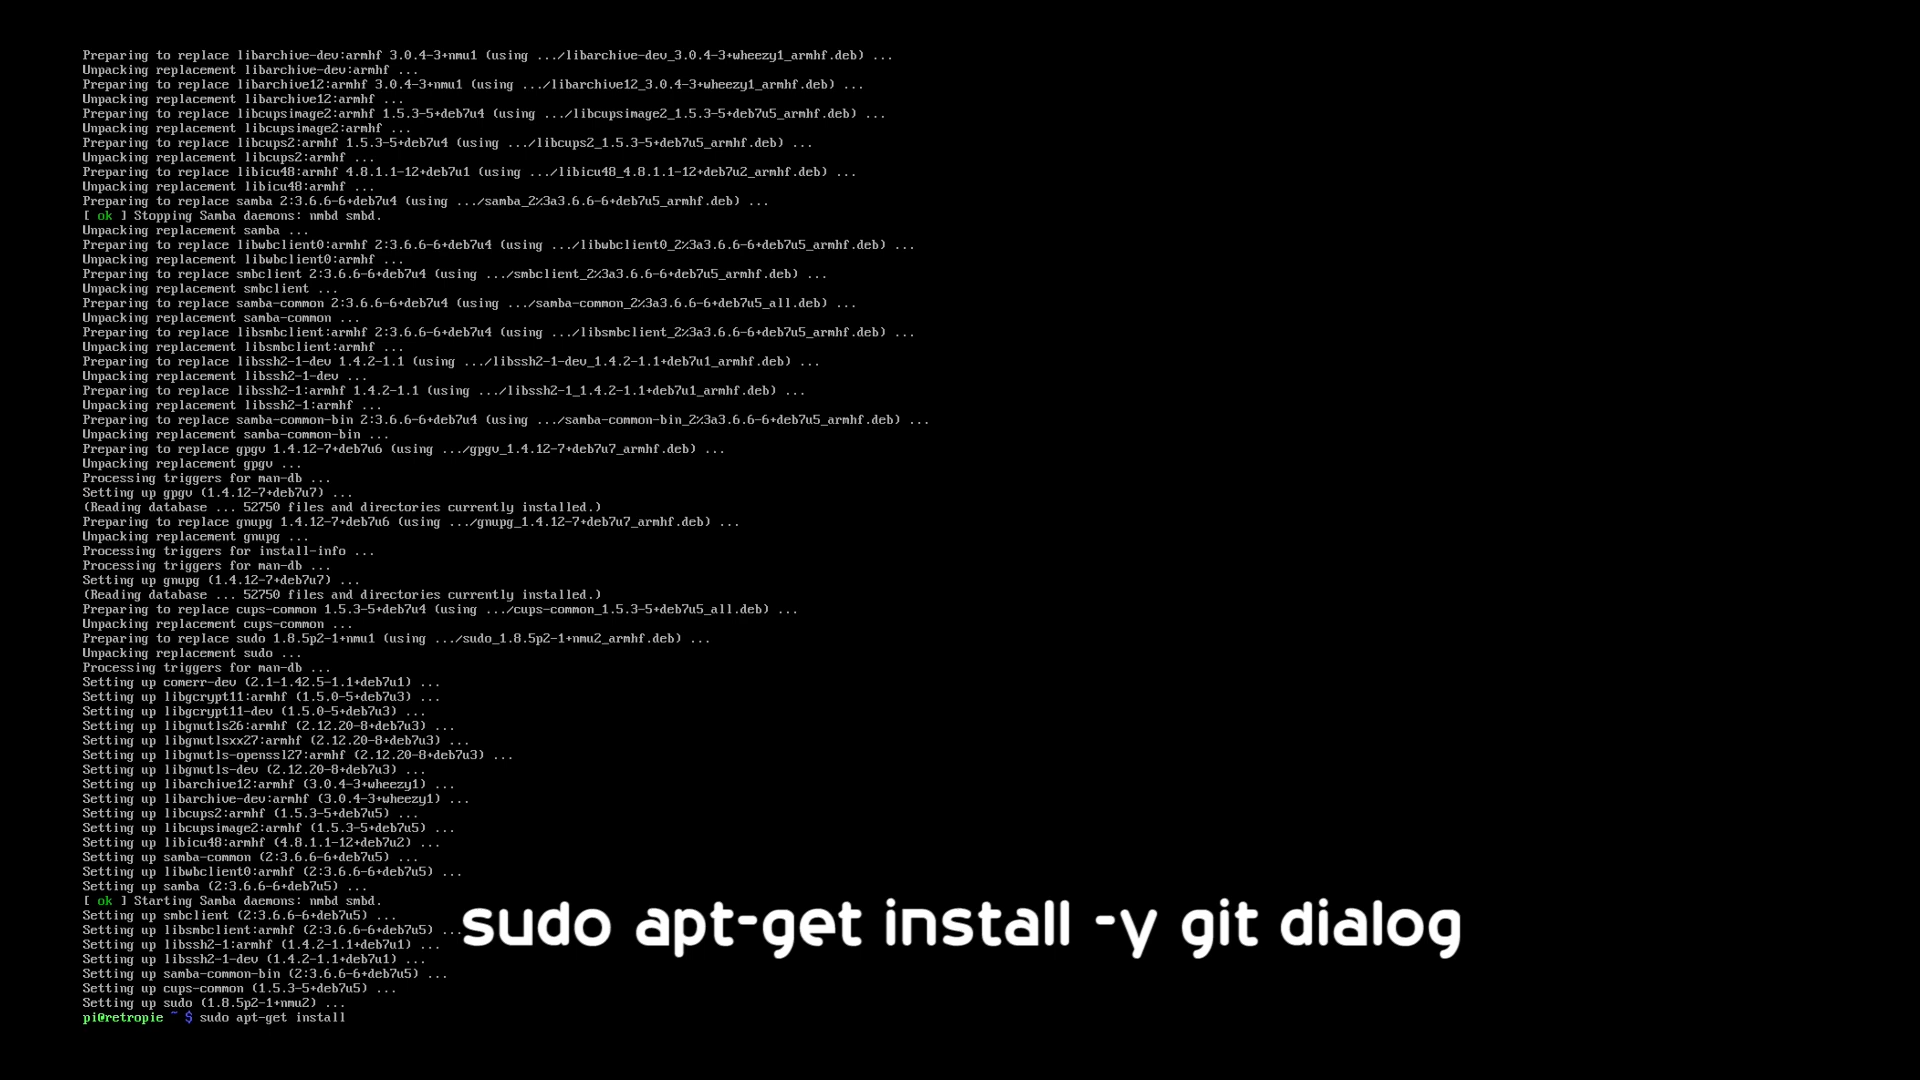 Preparing to replace libarchive-dev:armhf 3.0.4-3+nmu1 (using .../libarchive-dev_3.0.4-3+wheezy1_armhf.deb) ...
Unpacking replacement libarchive-dev:armhf ...
Preparing to replace libarchive12:armhf 3.0.4-3+nmu1 (using .../libarchive12_3.0.4-3+wheezy1_armhf.deb) ...
Unpacking replacement libarchive12:armhf ...
Preparing to replace libcupsimage2:armhf 1.5.3-5+deb7u4 (using .../libcupsimage2_1.5.3-5+deb7u5_armhf.deb) ...
Unpacking replacement libcupsimage2:armhf ...
Preparing to replace libcups2:armhf 1.5.3-5+deb7u4 (using .../libcups2_1.5.3-5+deb7u5_armhf.deb) ...
Unpacking replacement libcups2:armhf ...
Preparing to replace libicu48:armhf 4.8.1.1-12+deb7u1 (using .../libicu48_4.8.1.1-12+deb7u2_armhf.deb) ...
Unpacking replacement libicu48:armhf ...
Preparing to replace samba 2:3.6.6-6+deb7u4 (using .../samba_2%3a3.6.6-6+deb7u5_armhf.deb) ...
[ ok ] Stopping Samba daemons: nmbd smbd.
Unpacking replacement samba ...
Preparing to replace libwbclient0:armhf 2:3.6.6-6+deb7u4 (using .../libwbclient0_2%3a3.6.6-6+deb7u5_armhf.deb) ...
Unpacking replacement libwbclient0:armhf ...
Preparing to replace smbclient 2:3.6.6-6+deb7u4 (using .../smbclient_2%3a3.6.6-6+deb7u5_armhf.deb) ...
Unpacking replacement smbclient ...
Preparing to replace samba-common 2:3.6.6-6+deb7u4 (using .../samba-common_2%3a3.6.6-6+deb7u5_all.deb) ...
Unpacking replacement samba-common ...
Preparing to replace libsmbclient:armhf 2:3.6.6-6+deb7u4 (using .../libsmbclient_2%3a3.6.6-6+deb7u5_armhf.deb) ...
Unpacking replacement libsmbclient:armhf ...
Preparing to replace libssh2-1-dev 1.4.2-1.1 (using .../libssh2-1-dev_1.4.2-1.1+deb7u1_armhf.deb) ...
Unpacking replacement libssh2-1-dev ...
Preparing to replace libssh2-1:armhf 1.4.2-1.1 (using .../libssh2-1_1.4.2-1.1+deb7u1_armhf.deb) ...
Unpacking replacement libssh2-1:armhf ...
Preparing to replace samba-common-bin 2:3.6.6-6+deb7u4 (using .../samba-common-bin_2%3a3.6.6-6+deb7u5_armhf.deb) ...
Unpacking replacement samba-common-bin ...
Preparing to replace gpgv 1.4.12-7+deb7u6 (using .../gpgv_1.4.12-7+deb7u7_armhf.deb) ...
Unpacking replacement gpgv ...
Processing triggers for man-db ...
Setting up gpgv (1.4.12-7+deb7u7) ...
(Reading database ... 52750 files and directories currently installed.)
Preparing to replace gnupg 1.4.12-7+deb7u6 (using .../gnupg_1.4.12-7+deb7u7_armhf.deb) ...
Unpacking replacement gnupg ...
Processing triggers for install-info ...
Processing triggers for man-db ...
Setting up gnupg (1.4.12-7+deb7u7) ...
(Reading database ... 52750 files and directories currently installed.)
Preparing to replace cups-common 1.5.3-5+deb7u4 (using .../cups-common_1.5.3-5+deb7u5_all.deb) ...
Unpacking replacement cups-common ...
Preparing to replace sudo 1.8.5p2-1+nmu1 (using .../sudo_1.8.5p2-1+nmu2_armhf.deb) ...
Unpacking replacement sudo ...
Processing triggers for man-db ...
Setting up comerr-dev (2.1-1.42.5-1.1+deb7u1) ...
Setting up libgcrypt11:armhf (1.5.0-5+deb7u3) ...
Setting up libgcrypt11-dev (1.5.0-5+deb7u3) ...
Setting up libgnutls26:armhf (2.12.20-8+deb7u3) ...
Setting up libgnutlsxx27:armhf (2.12.20-8+deb7u3) ...
Setting up libgnutls-openssl27:armhf (2.12.20-8+deb7u3) ...
Setting up libgnutls-dev (2.12.20-8+deb7u3) ...
Setting up libarchive12:armhf (3.0.4-3+wheezy1) ...
Setting up libarchive-dev:armhf (3.0.4-3+wheezy1) ...
Setting up libcups2:armhf (1.5.3-5+deb7u5) ...
Setting up libcupsimage2:armhf (1.5.3-5+deb7u5) ...
Setting up libicu48:armhf (4.8.1.1-12+deb7u2) ...
Setting up samba-common (2:3.6.6-6+deb7u5) ...
Setting up libwbclient0:armhf (2:3.6.6-6+deb7u5) ...
Setting up samba (2:3.6.6-6+deb7u5) ...
[ ok ] Starting Samba daemons: nmbd smbd.
Setting up smbclient (2:3.6.6-6+deb7u5) ...
Setting up libsmbclient:armhf (2:3.6.6-6+deb7u5) ...
sudo apt-get install -y git dialog
Setting up libssh2-1:armhf (1.4.2-1.1+deb7u1) ...
Setting up libssh2-1-dev (1.4.2-1.1+deb7u1) ...
Setting up samba-common-bin (2:3.6.6-6+deb7u5) ...
Setting up cups-common (1.5.3-5+deb7u5) ...
Setting up sudo (1.8.5p2-1+nmu2) ...
pi@retropie ~ $ sudo apt-get install